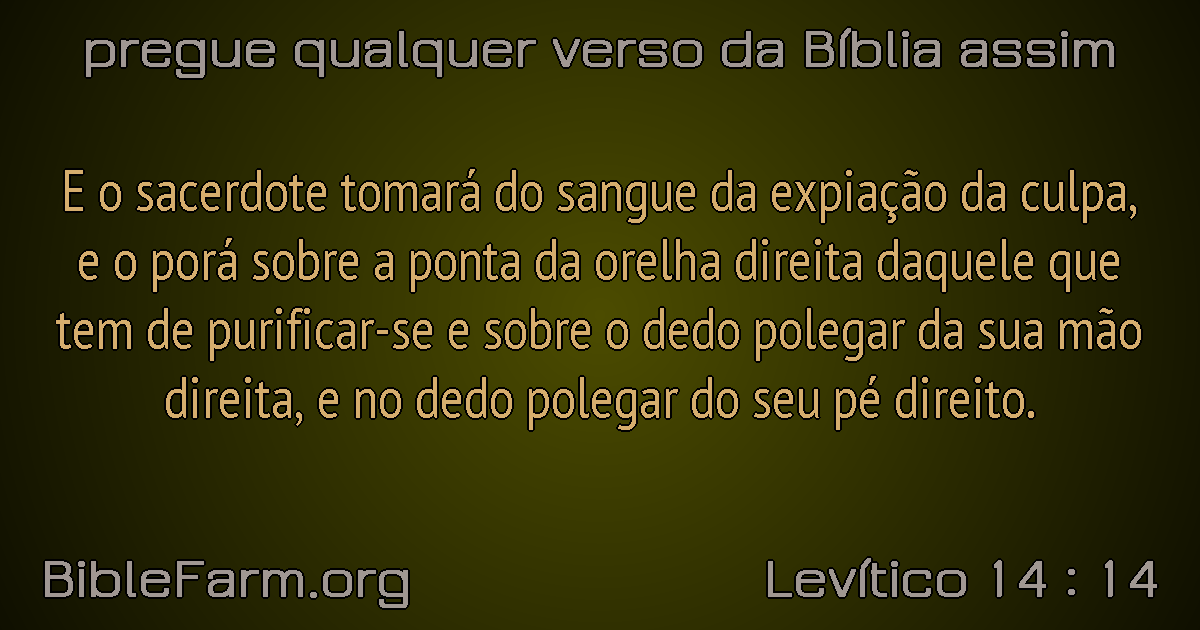 pregue qualquer verso da Bíblia assim
E o sacerdote tomará do sangue da expiação da culpa,
e o porá sobre a ponta da orelha direita daquele que
tem de purificar-se e sobre o dedo polegar da sua mão
direita, e no dedo polegar do seu pé direito.
BibleFarm.org
Levítico 14 : 14